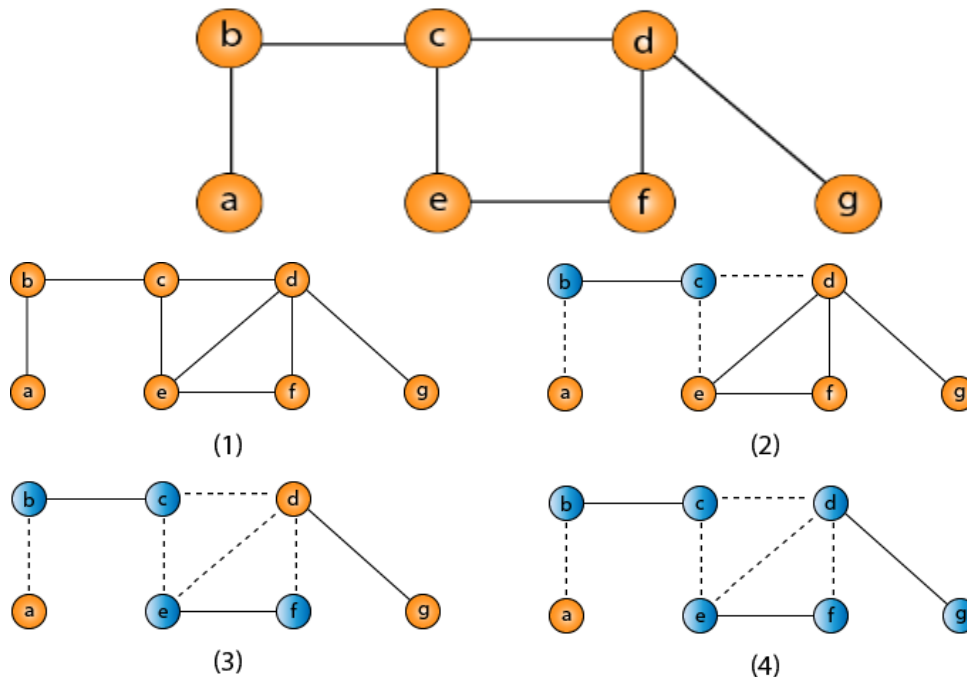 b c d
a e f g
b c d b c d
a e f g a e f g
(1) (2)
b c d b c d
a e f g a e f g
(3) (4)